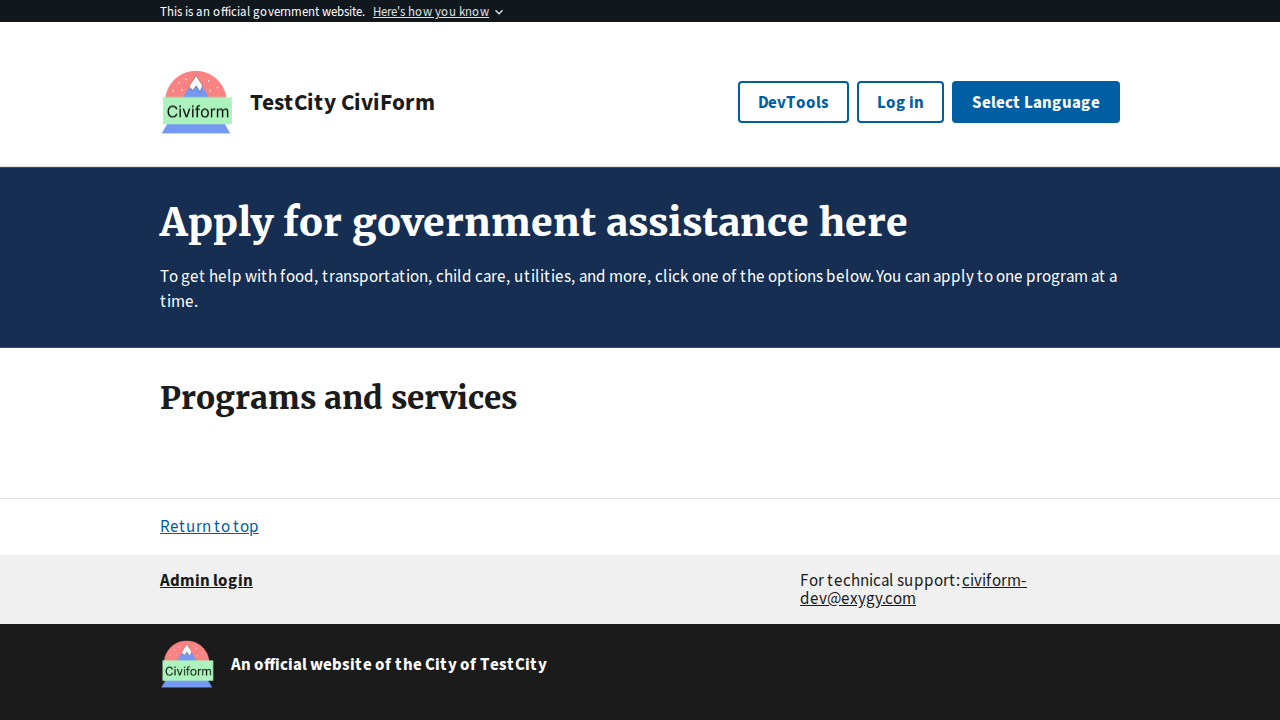 This is an official government website. Here's how you know
Civiform
TestCity CiviForm
DevTools
Log in
Select Language
Apply for government assistance here
To get help with food, transportation, child care, utilities, and more, click one of the options below. You can apply to one program at a
time.
Programs and services
Return to top
Admin login
For technical support: civiform-
dev@exygy.com
Civiform
An official website of the City of TestCity